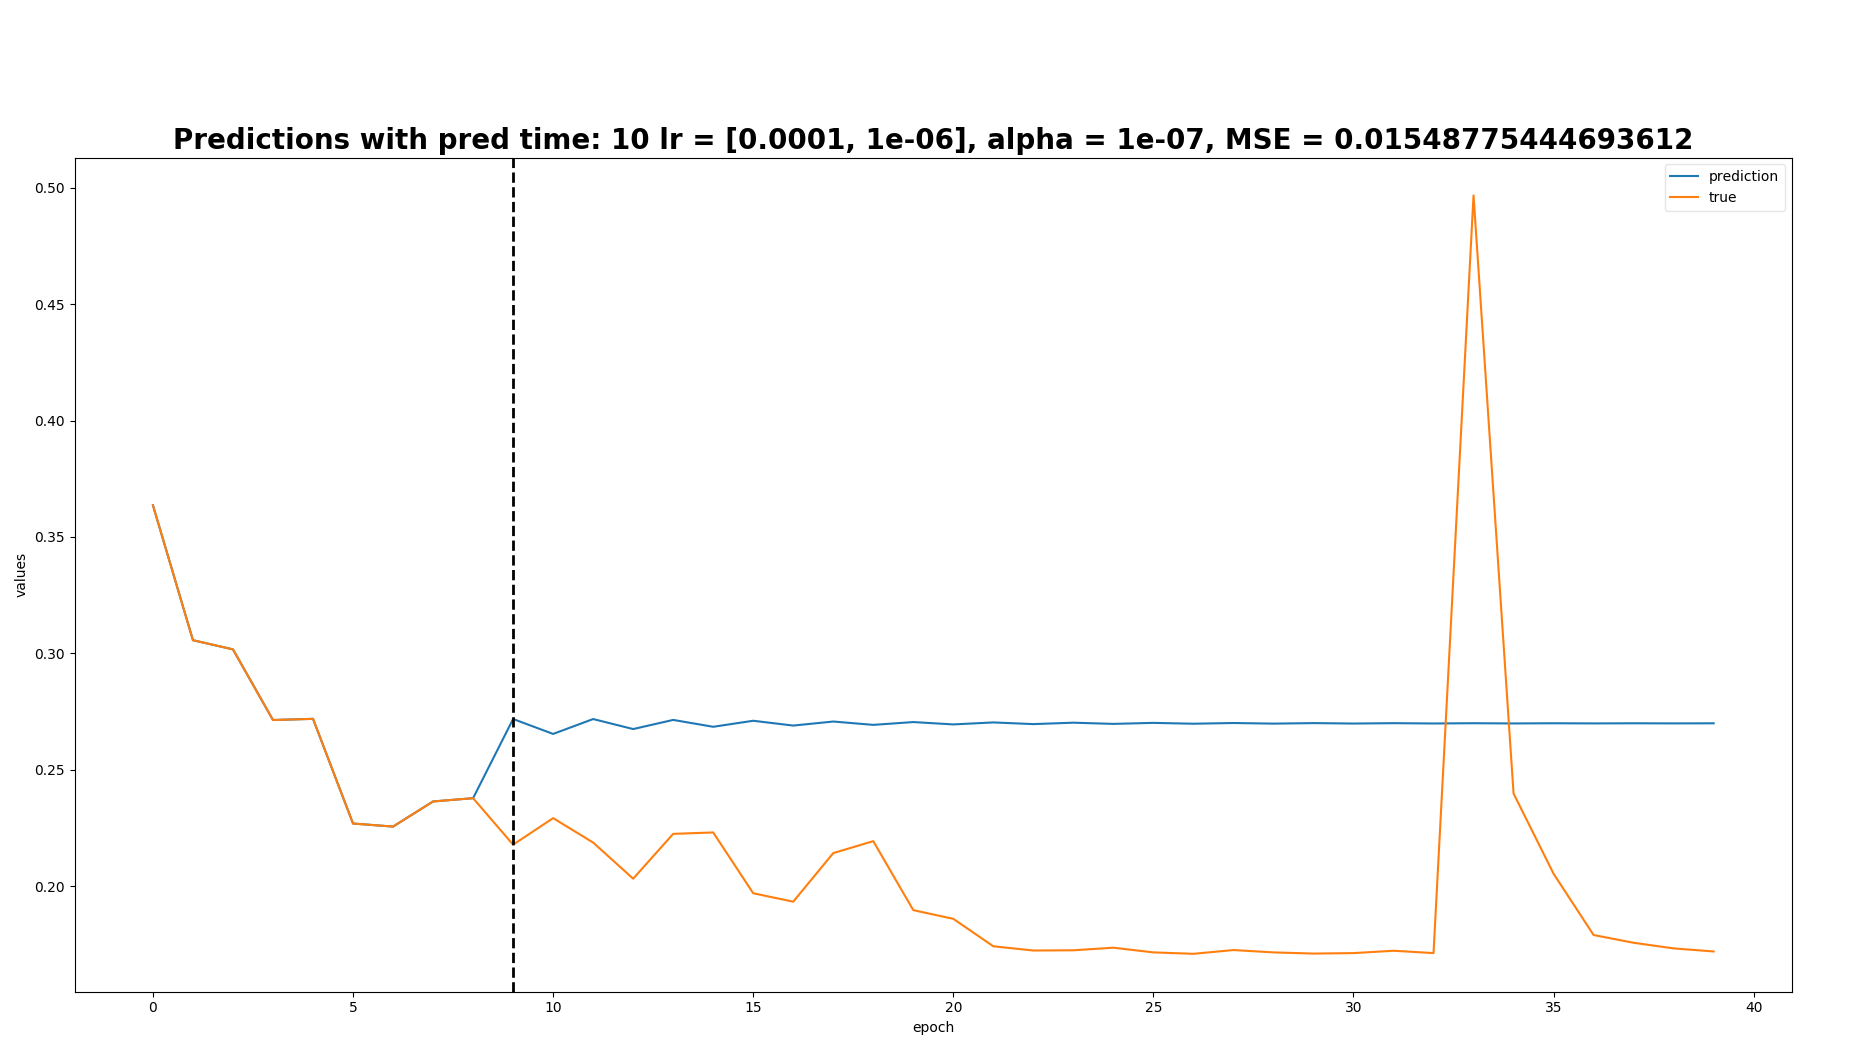 Predictions with pred time: 10 lr = [0.0001, 1e-06], alpha = 1e-07, MSE = 0.01548775444693612
prediction
true
0.50
0.45
0.40
0.35
0.30
0.25
0.20
values
0 5 10 15 20 25 30 35 40
epoch